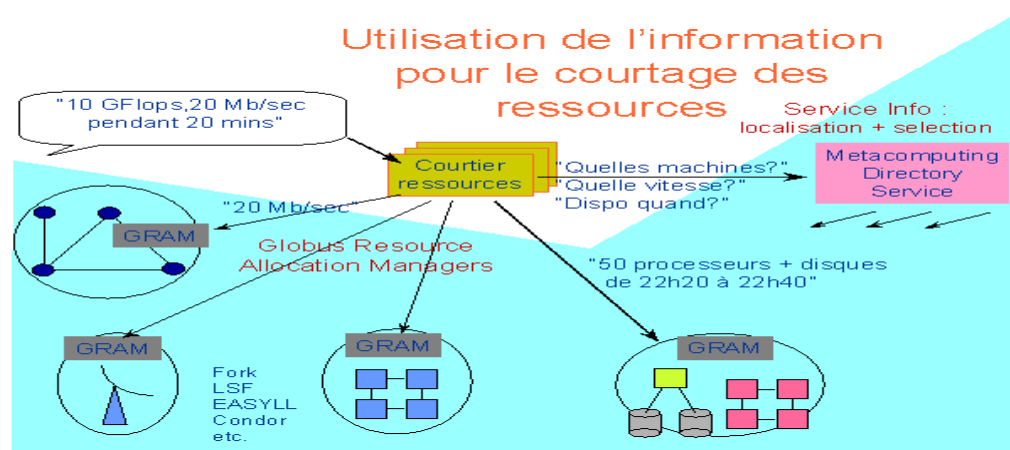 Utilisation de l'information
pour le courtage des
ressources
"10 GFlops,20 Mb/sec
pendant 20 mins"
Service Info :
localisation + selection
Courtier
ressources
"Quelles machines?"
"Quelle vitesse?"
"Dispo quand?"
Metacomputing
Directory
Service
"20 Mb/sec"
GRAM
Globus Resource
Allocation Managers
"50 processeurs + disques
de 22h20 à 22h40"
GRAM
GRAM
GRAM
Fork
LSF
EASYLL
Condor
etc.